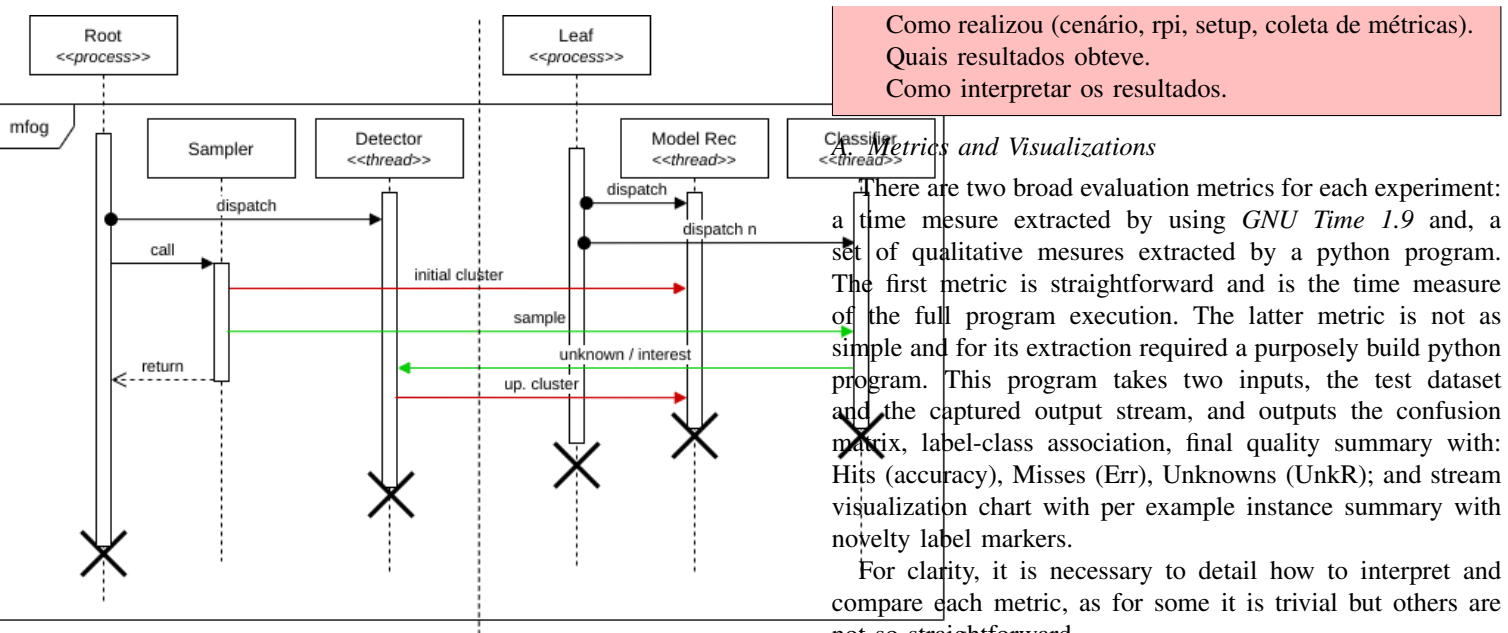 Root
<<process>>
Leaf
<<process>>
mfog
Sampler
Detector
<<thread>>
Model Rec
<<thread>>
Classifier
<<thread>>
dispatch
dispatch
dispatch n
call
initial cluster
sample
unknown / interest
return
up. cluster
Como realizou (cenário, rpi, setup, coleta de métricas).
Quais resultados obteve.
Como interpretar os resultados.
A. Metrics and Visualizations
There are two broad evaluation metrics for each experiment:
a time mesure extracted by using GNU Time 1.9 and, a
set of qualitative mesures extracted by a python program.
The first metric is straightforward and is the time measure
of the full program execution. The latter metric is not as
simple and for its extraction required a purposely build python
program. This program takes two inputs, the test dataset
and the captured output stream, and outputs the confusion
matrix, label-class association, final quality summary with:
Hits (accuracy), Misses (Err), Unknowns (UnkR); and stream
visualization chart with per example instance summary with
novelty label markers.
For clarity, it is necessary to detail how to interpret and
compare each metric, as for some it is trivial but others are
not so straightforward.